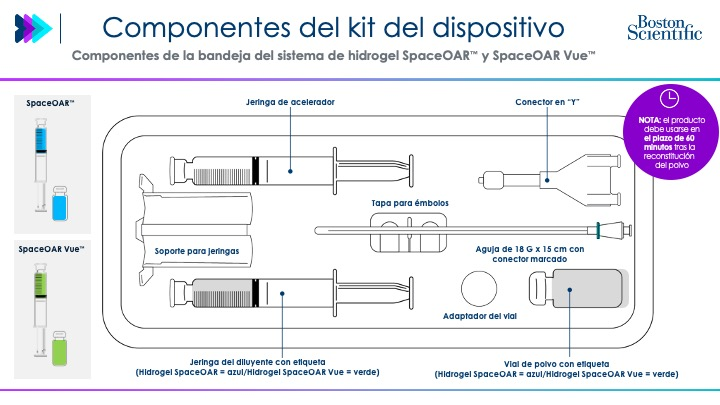 Componentes del kit del dispositivo
Boston
Scientific
Componentes de la bandeja del sistema de hidrogel SpaceOAR™ y SpaceOAR Vue™
SpaceOAR™
SpaceOAR Vue™
Jeringa de acelerador
Conector en “Y”
NOTA: el producto
debe usarse en
el plazo de 60
minutos tras la
reconstitución
del polvo
Tapa para émbolos
Soporte para jeringas
Aguja de 18 G x 15 cm con
conector marcado
Adaptador del vial
Jeringa del diluyente con etiqueta
(Hidrogel SpaceOAR = azul/Hidrogel SpaceOAR Vue = verde)
Vial de polvo con etiqueta
(Hidrogel SpaceOAR = azul/Hidrogel SpaceOAR Vue = verde)